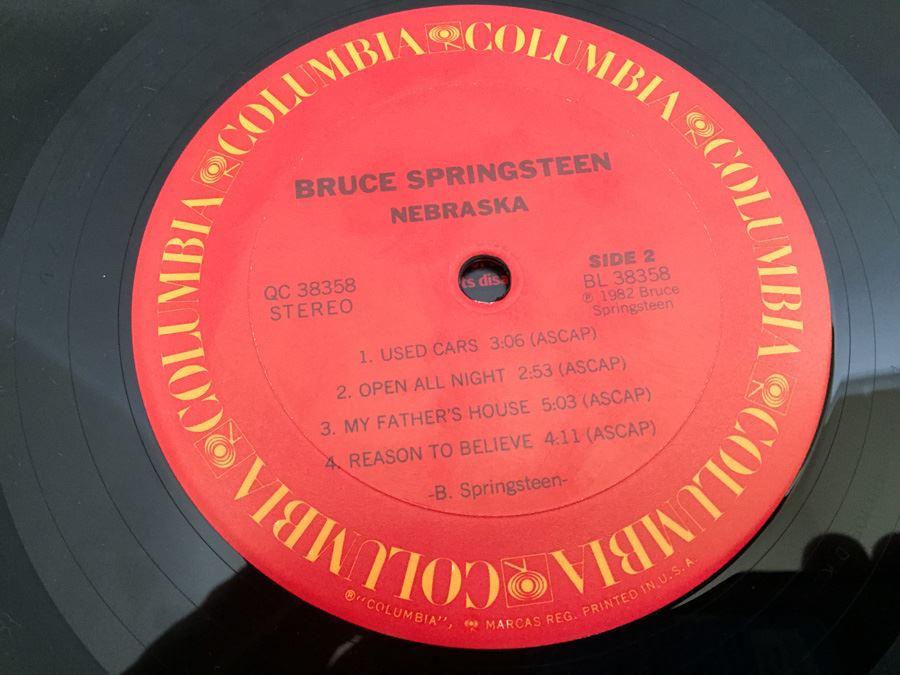 COLUMBIA COLUMBIA COLUMBIA COLUMBIA COLUMBIA COLUMBIA COLUMBIA
BRUCE SPRINGSTEEN
NEBRASKA
QC 38358
STEREO
ts dis
SIDE 2
BL 38358
℗ 1982 Bruce
Springsteen
1. USED CARS 3:06 (ASCAP)
2. OPEN ALL NIGHT 2:53 (ASCAP)
3. MY FATHER'S HOUSE 5:03 (ASCAP)
4. REASON TO BELIEVE 4:11 (ASCAP)
-B. Springsteen-
®"COLUMBIA", MARCAS REG. PRINTED IN U.S.A.